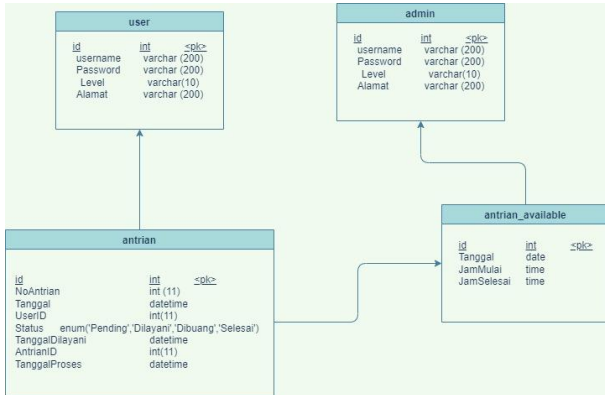 user
id int <pk>
username varchar (200)
Password varchar (200)
Level varchar(10)
Alamat varchar (200)
admin
id int <pk>
username varchar (200)
Password varchar (200)
Level varchar(10)
Alamat varchar (200)
antrian
id int <pk>
NoAntrian int (11)
Tanggal datetime
UserID int(11)
Status enum('Pending','Dilayani','Dibuang','Selesai')
TanggalDilayani datetime
AntrianID int(11)
TanggalProses datetime
antrian_available
id int <pk>
Tanggal date
JamMulai time
JamSelesai time